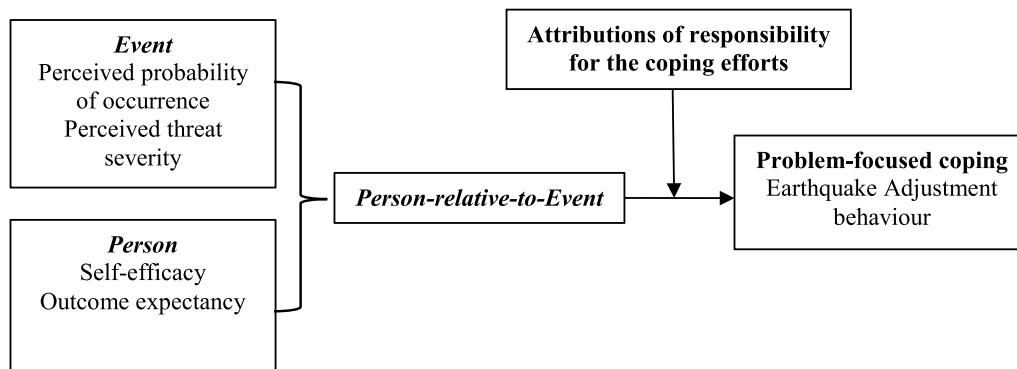 Event
Perceived probability
of occurrence
Perceived threat
severity
Attributions of responsibility
for the coping efforts
Person-relative-to-Event
Problem-focused coping
Earthquake Adjustment
behaviour
Person
Self-efficacy
Outcome expectancy